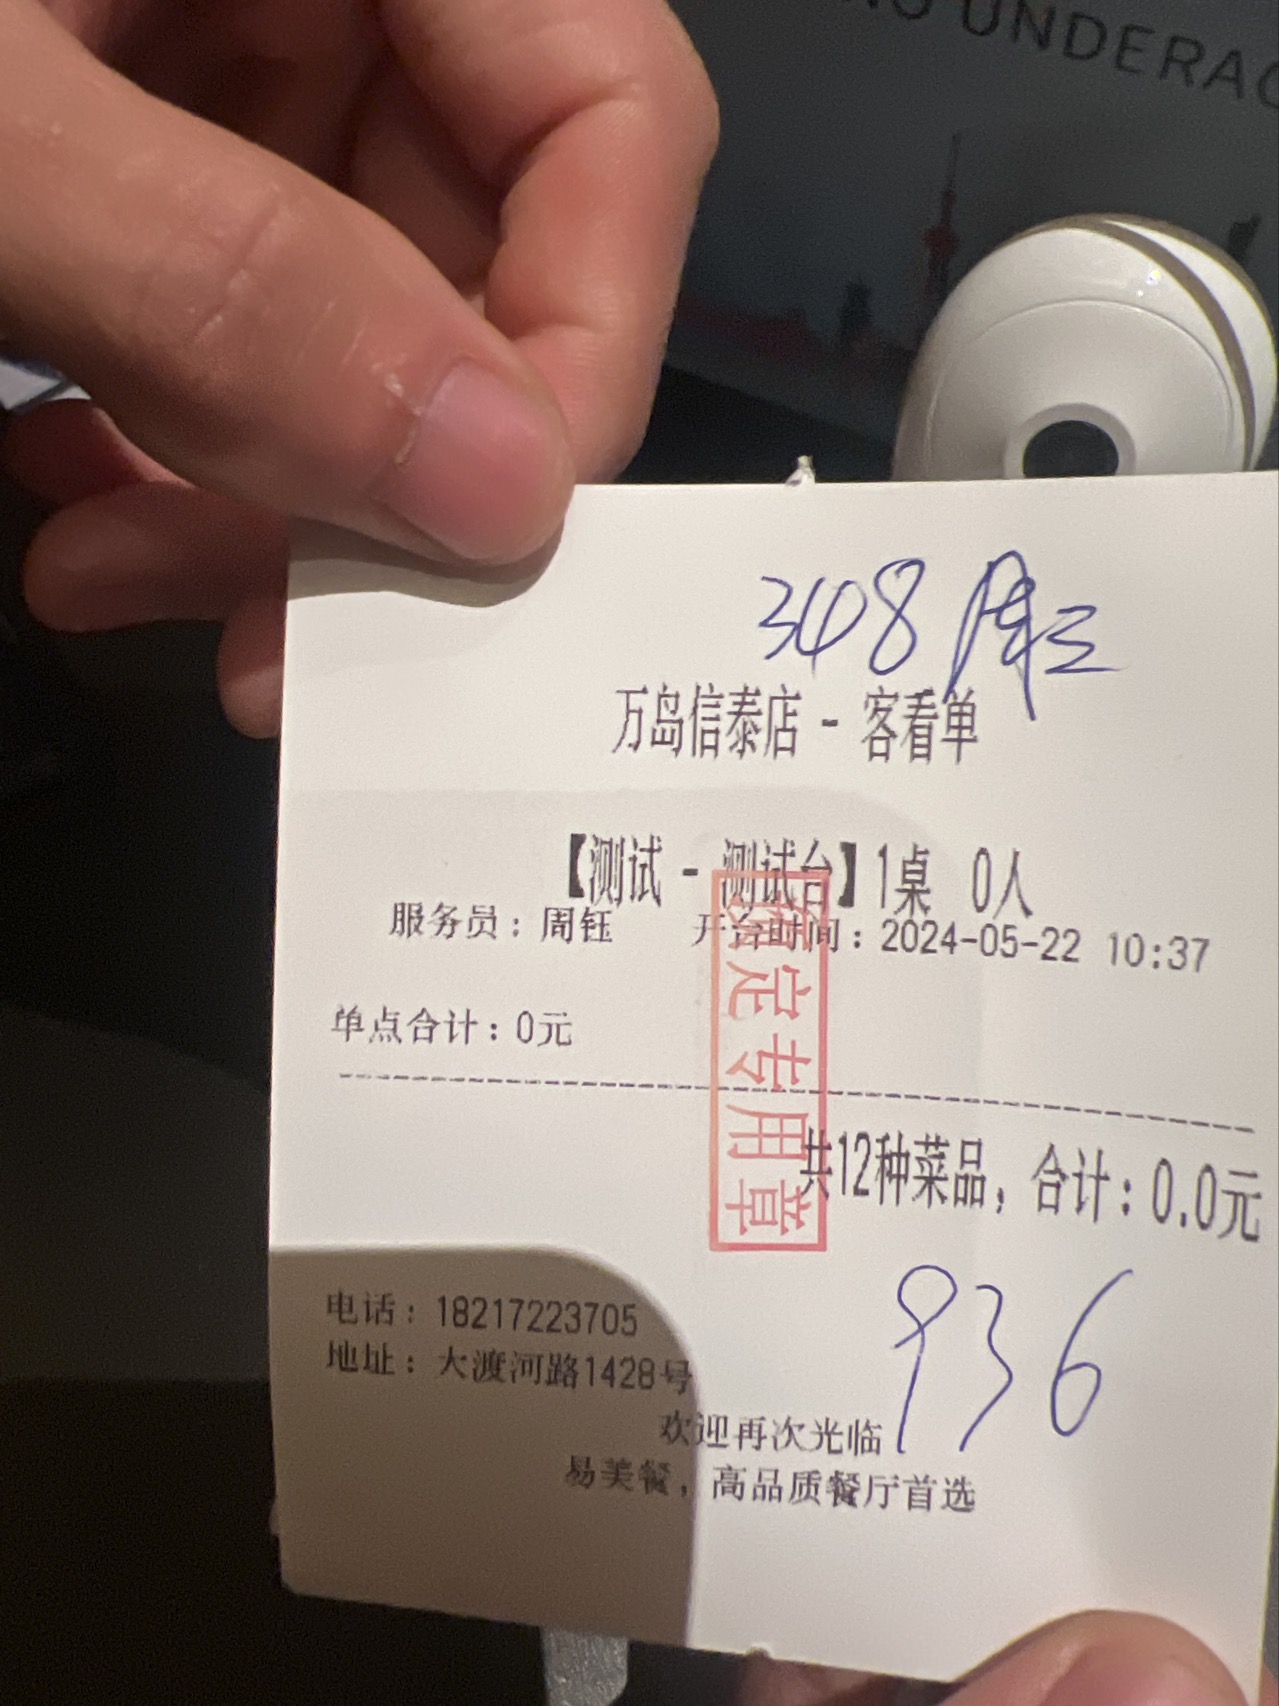 UNDERAC
308
万岛信泰店 - 客看单
【测试 - 测试台】1桌 0人
服务员：周钰 开台时间：2024-05-22 10:37
单点合计：0元
共12种菜品，合计：0.0元
定专用章
936
电话：18217223705
地址：大渡河路1428号
欢迎再次光临
易美餐，高品质餐厅首选